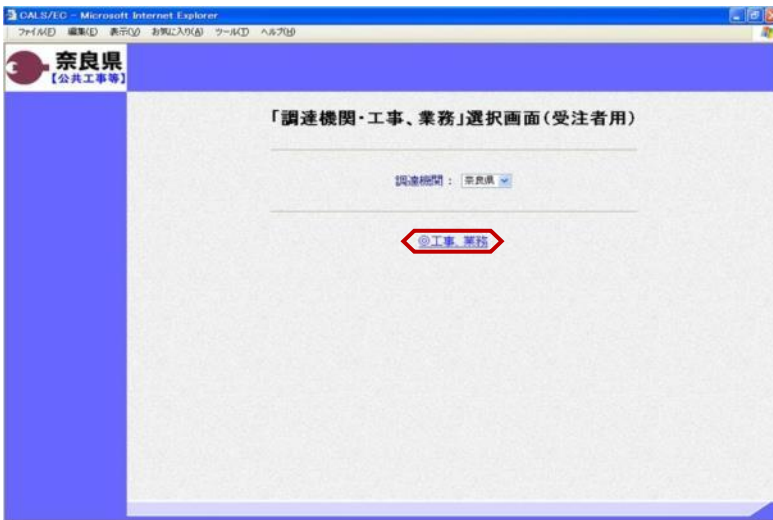 CALS/EC - Microsoft Internet Explorer
ファイル(F) 編集(E) 表示(V) お気に入り(A) ツール(T) ヘルプ(H)
奈良県
【公共工事等】
「調達機関・工事、業務」選択画面（受注者用）
調達機関： 奈良県
◎工事、業務